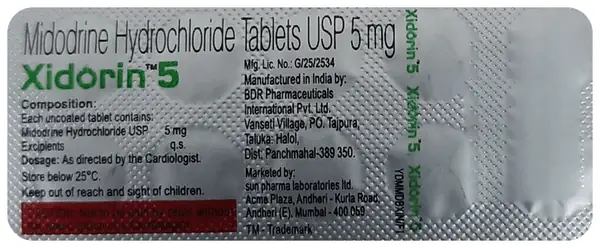 Midodrine Hydrochloride Tablets USP 5 mg
Xidorin™5
Composition:
Each uncoated tablet contains:
Midodrine Hydrochloride USP 5 mg
Excipients q.s.
Dosage: As directed by the Cardiologist.
Store below 25°C.
Keep out of reach and sight of children.
Mfg. Lic. No.: G/25/2534
Manufactured in India by:
BDR Pharmaceuticals
International Pvt. Ltd.
Vanseti Village, PO. Tajpura,
Taluka: Halol,
Dist: Panchmahal-389 350.
Marketed by:
sun pharma laboratories ltd.
Acme Plaza, Andheri - Kurla Road,
Andheri (E), Mumbai - 400 059
TM - Trademark
Xidorin 5 Xidorin 5 Xidorin 5